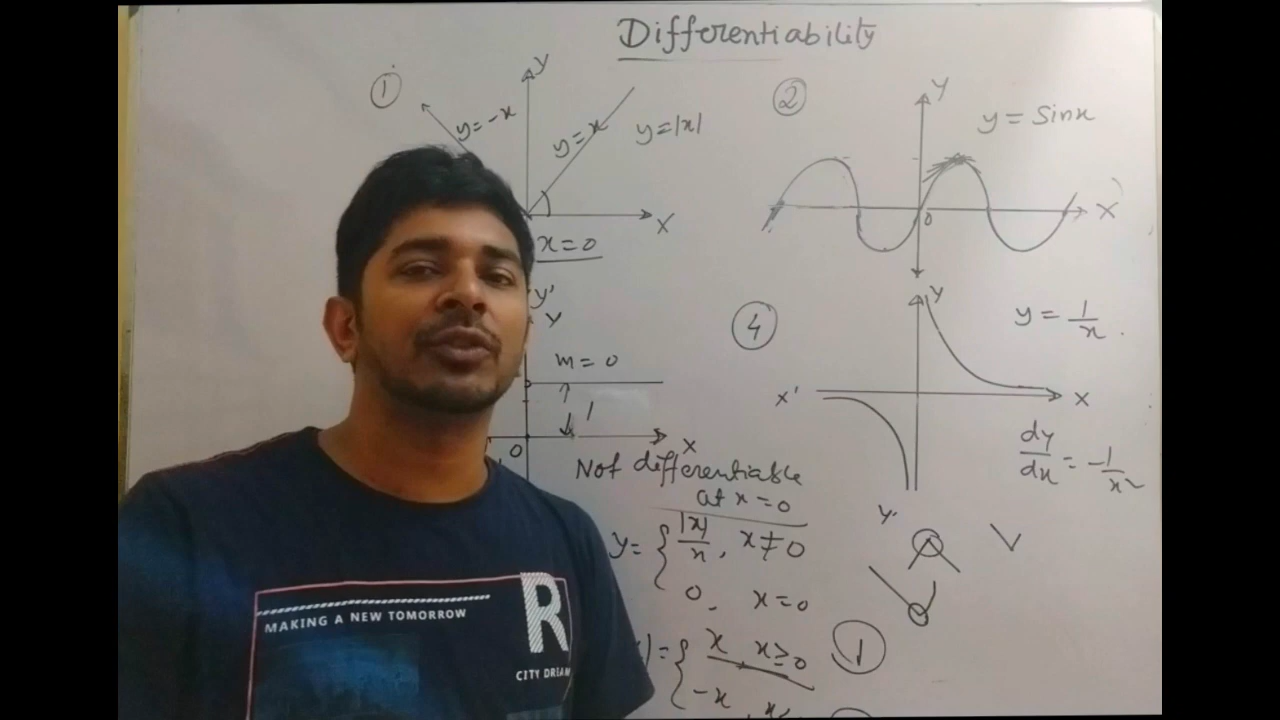 Differentiability
①
Y
y=-x
y=x
y=|x|
X
x=0
Y'
②
Y
y = Sinx
X
0
Y
m=0
1
X
0
Not differentiable
at x=0
y= { |x|/x, x≠0
0, x=0
④
Y
y = 1/x.
X'
X
dy/dx = -1/x²
Y'
)= { x, x≥0
-x,
①
MAKING A NEW TOMORROW
R
CITY DREAM